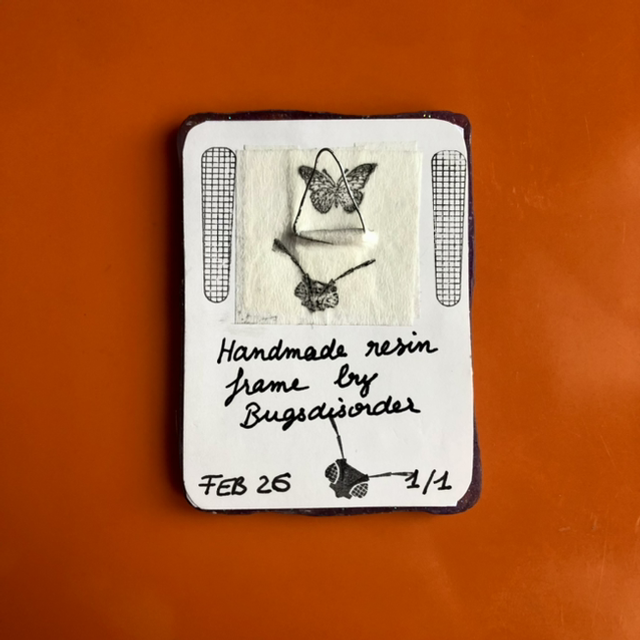 Handmade resin
frame by
Bugsdisorder
FEB 26 1/1